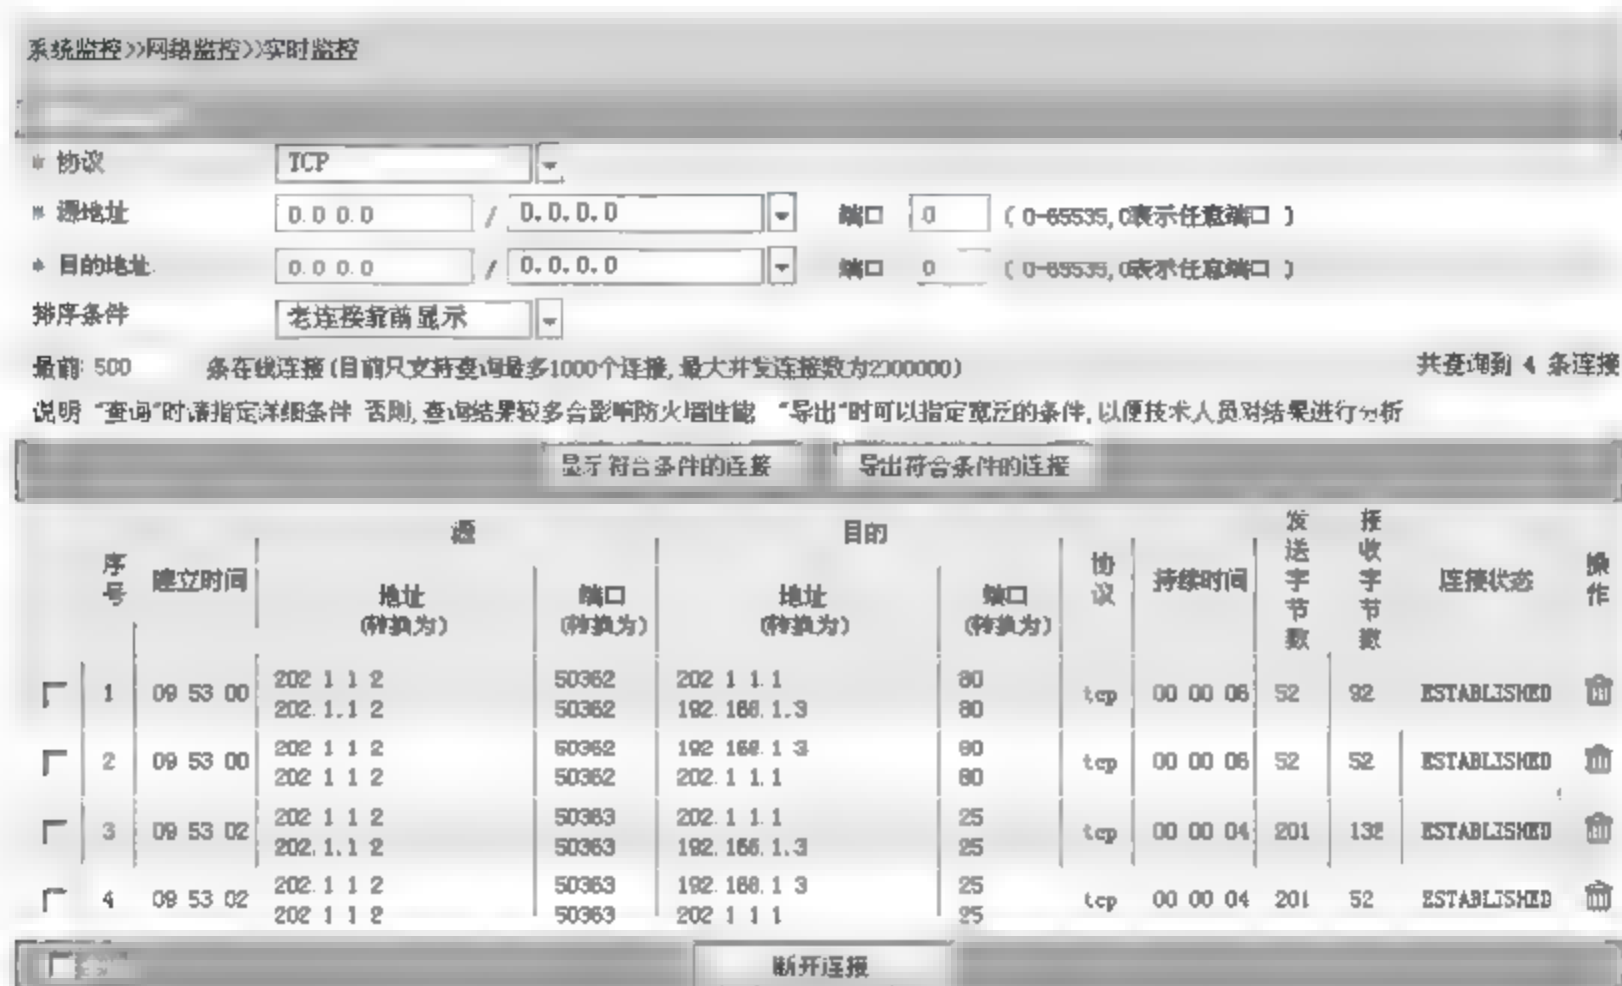 系统监控>>网络监控>>实时监控
* 协议 TCP
* 源地址 0.0.0.0 / 0.0.0.0 端口 0 ( 0-65535,0表示任意端口 )
* 目的地址 0.0.0.0 / 0.0.0.0 端口 0 ( 0-65535,0表示任意端口 )
排序条件 老连接靠前显示
最前: 500 条在线连接(目前只支持查询最多1000个连接,最大并发连接数为2000000) 共查询到 4 条连接
说明 "查询"时请指定详细条件 否则,查询结果较多会影响防火墙性能 "导出"时可以指定宽泛的条件,以便技术人员对结果进行分析
显示符合条件的连接 导出符合条件的连接
序号 建立时间 源 目的 协议 持续时间 发送字节数 接收字节数 连接状态 操作
地址 端口 地址 端口
(转换为) (转换为) (转换为) (转换为)
202.1.1.2 50362 202.1.1.1 80
1 09 53 00 tcp 00 00 06 52 92 ESTABLISHED
202.1.1.2 50362 192.168.1.3 80
202.1.1.2 50362 192.168.1.3 80
2 09 53 00 tcp 00 00 06 52 52 ESTABLISHED
202.1.1.2 50362 202.1.1.1 80
202.1.1.2 50363 202.1.1.1 25
3 09 53 02 tcp 00 00 04 201 ESTABLISHED
202.1.1.2 50363 192.168.1.3 25
202.1.1.2 50363 192.168.1.3 25
4 09 53 02 tcp 00 00 04 201 52 ESTABLISHED
202.1.1.2 50363 202.1.1.1 25
断开连接